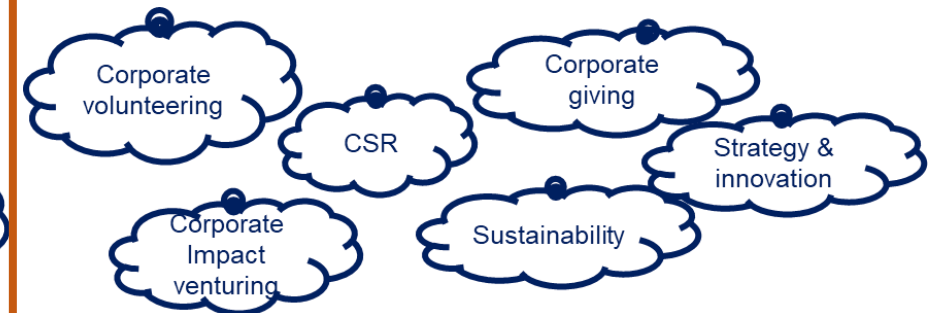 Corporate
volunteering
Corporate
giving
CSR
Strategy &
innovation
Corporate
Impact
venturing
Sustainability